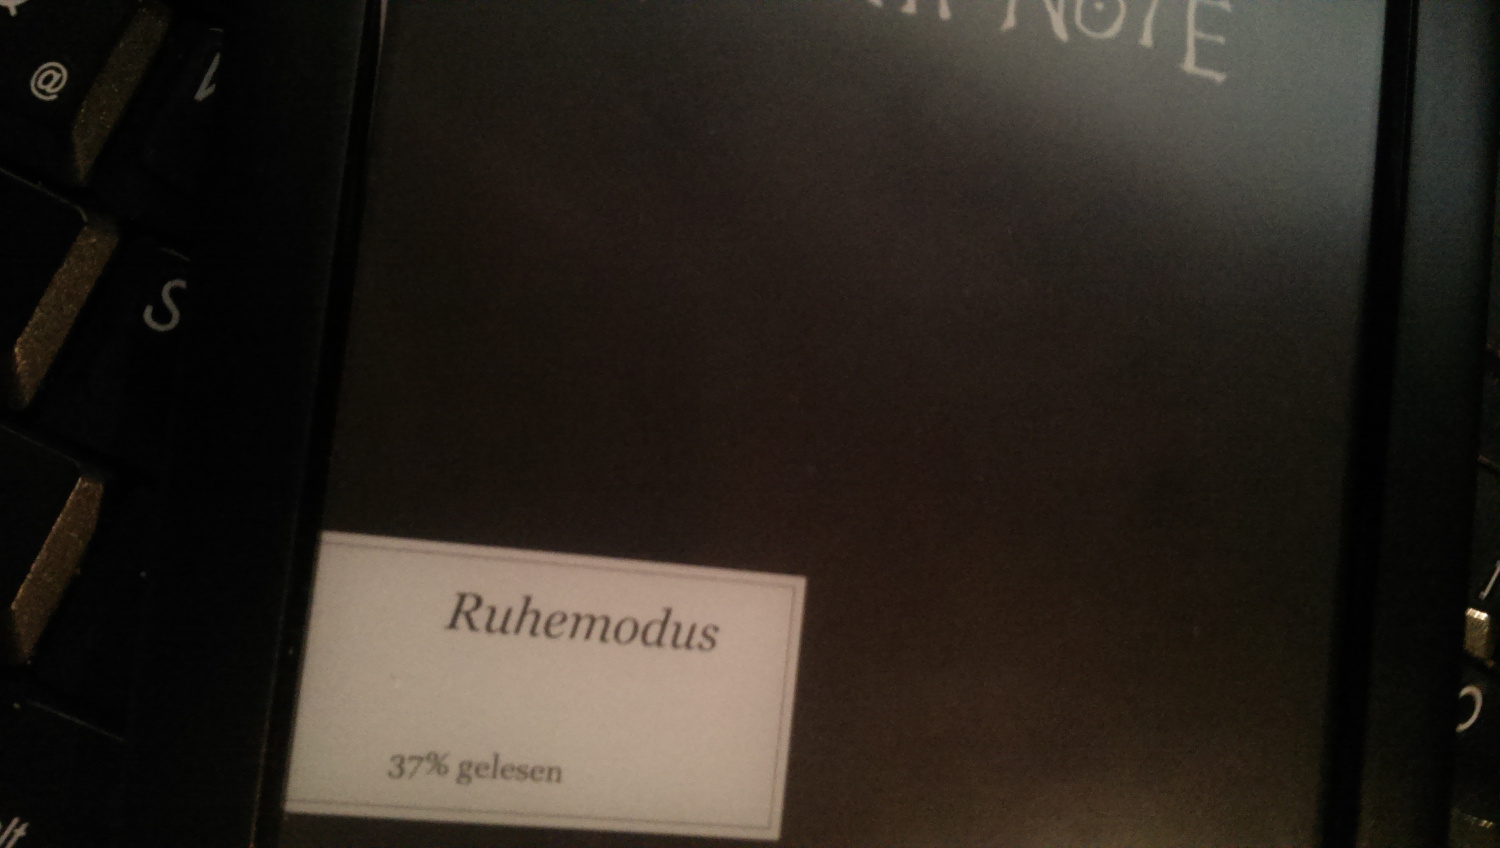 NOTE
@
S
Ruhemodus
37% gelesen